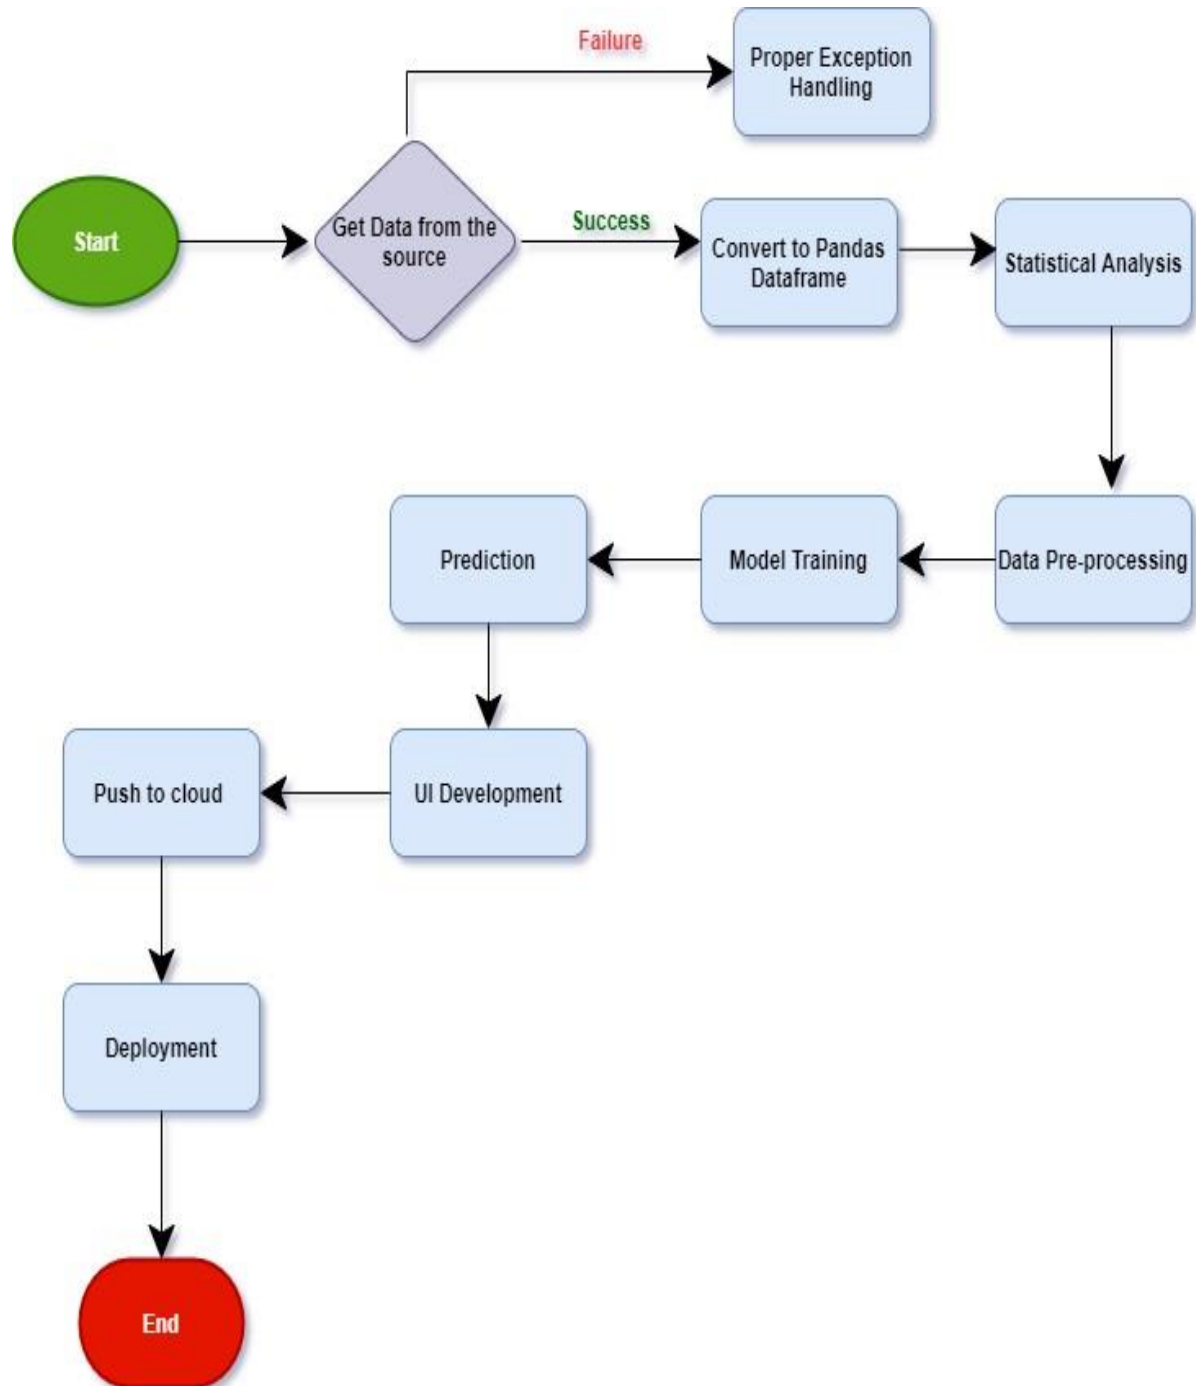 Failure
Proper Exception
Handling
Start
Get Data from the
source
Success
Convert to Pandas
Dataframe
Statistical Analysis
Prediction
Model Training
Data Pre-processing
Push to cloud
UI Development
Deployment
End